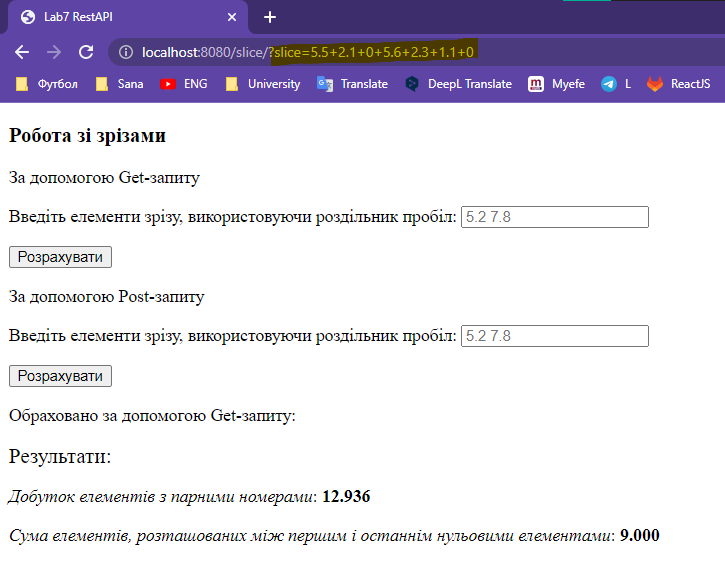 Lab7 RestAPI
localhost:8080/slice/?slice=5.5+2.1+0+5.6+2.3+1.1+0
Футбол Sana ENG University Translate DeepL Translate Myefe L ReactJS
Робота зі зрізами
За допомогою Get-запиту
Введіть елементи зрізу, використовуючи роздільник пробіл: 5.2 7.8
Розрахувати
За допомогою Post-запиту
Введіть елементи зрізу, використовуючи роздільник пробіл: 5.2 7.8
Розрахувати
Обраховано за допомогою Get-запиту:
Результати:
Добуток елементів з парними номерами: 12.936
Сума елементів, розташованих між першим і останнім нульовими елементами: 9.000